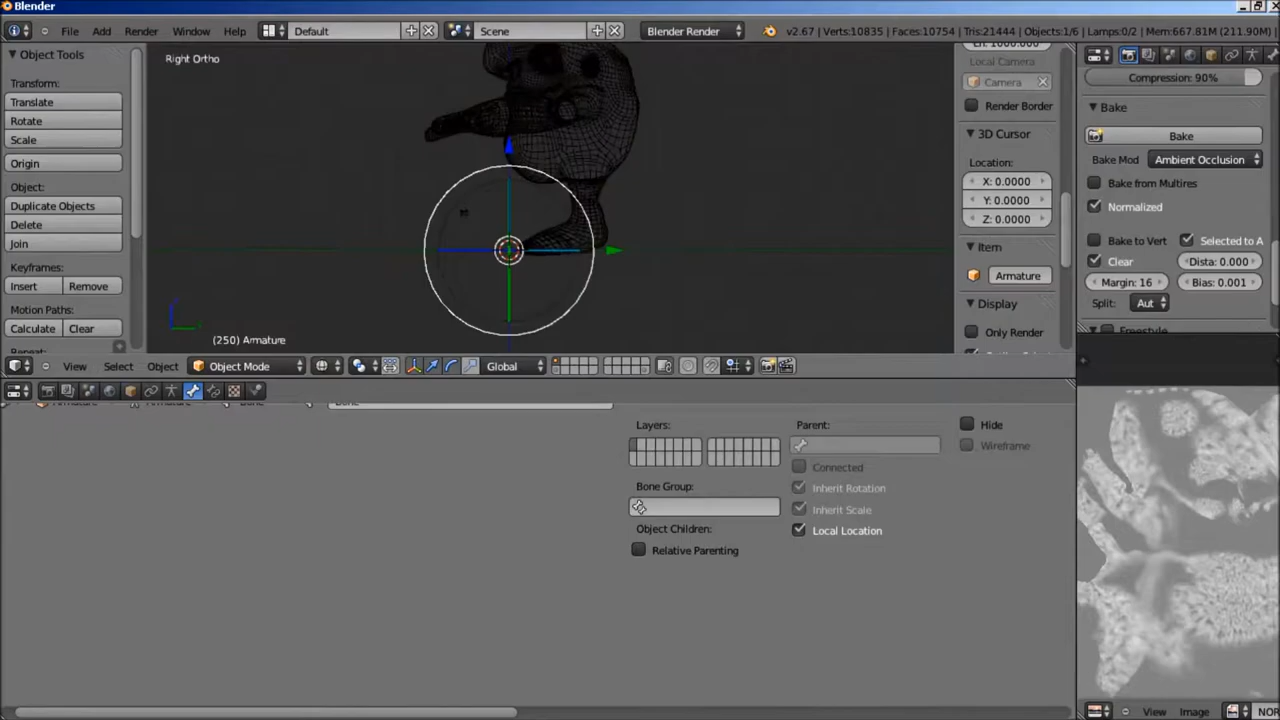 Blender
File Add Render Window Help Default Scene Blender Render v2.67 | Verts:10835 | Faces:10754 | Tris:21444 | Objects:1/6 | Lamps:0/2 | Mem:667.81M (211.90M)
Object Tools
Transform:
Translate
Rotate
Scale
Origin
Object:
Duplicate Objects
Delete
Join
Keyframes:
Insert Remove
Motion Paths:
Calculate Clear
Right Ortho
(250) Armature
Local Camera
Camera
Render Border
3D Cursor
Location:
X: 0.0000
Y: 0.0000
Z: 0.0000
Item
Armature
Display
Only Render
Compression: 90%
Bake
Bake
Bake Mod Ambient Occlusion
Bake from Multires
Normalized
Bake to Vert Selected to A
Clear Dista: 0.000
Margin: 16 Bias: 0.001
Split: Aut
Freestyle
View Select Object Object Mode Global
Layers:
Bone Group:
Object Children:
Relative Parenting
Parent:
Connected
Inherit Rotation
Inherit Scale
Local Location
Hide
Wireframe
View Image NOR